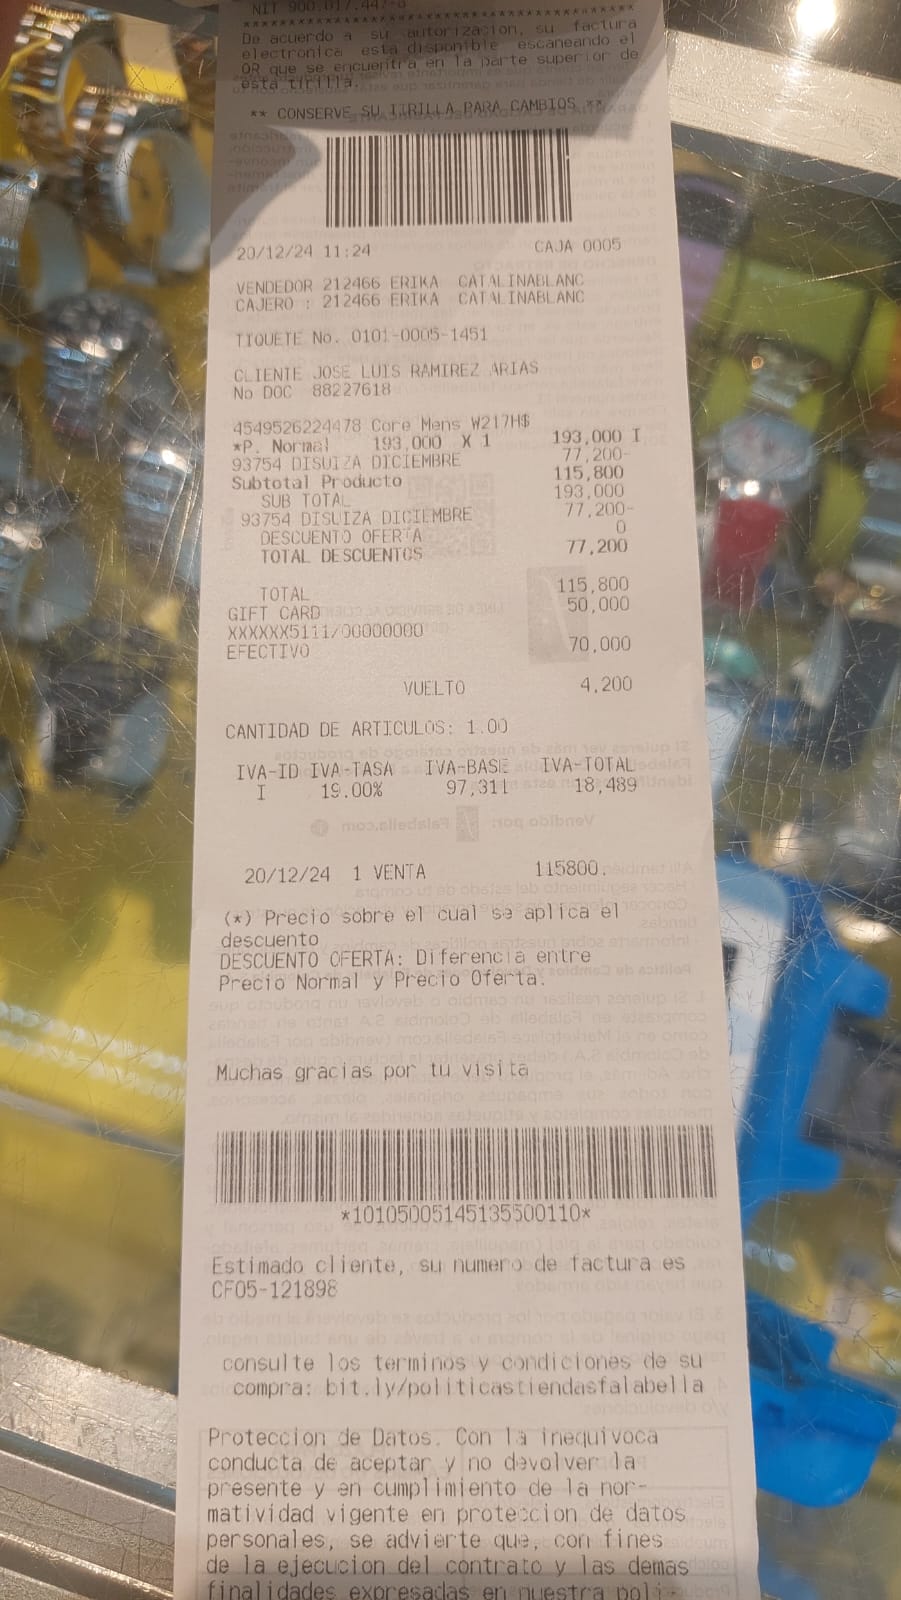 NIT 900.017.447-8
****************************************
De acuerdo a su autorizacion, su factura
electronica esta disponible escaneando el
QR que se encuentra en la parte superior de
esta tirilla.
** CONSERVE SU TIRILLA PARA CAMBIOS **
20/12/24 11:24 CAJA 0005
VENDEDOR 212466 ERIKA CATALINABLANC
CAJERO : 212466 ERIKA CATALINABLANC
TIQUETE No. 0101-0005-1451
CLIENTE JOSE LUIS RAMIREZ ARIAS
No DOC 88227618
4549526224478 Core Mens W217H$
*P. Normal 193,000 X 1 193,000 I
93754 DISUIZA DICIEMBRE 77,200-
Subtotal Producto 115,800
SUB TOTAL 193,000
93754 DISUIZA DICIEMBRE 77,200-
DESCUENTO OFERTA 0
TOTAL DESCUENTOS 77,200
TOTAL 115,800
GIFT CARD 50,000
XXXXXX5111/00000000
EFECTIVO 70,000
VUELTO 4,200
CANTIDAD DE ARTICULOS: 1.00
IVA-ID IVA-TASA IVA-BASE IVA-TOTAL
I 19.00% 97,311 18,489
20/12/24 1 VENTA 115800.
(*) Precio sobre el cual se aplica el
descuento
DESCUENTO OFERTA: Diferencia entre
Precio Normal y Precio Oferta.
Muchas gracias por tu visita
*10105005145135500110*
Estimado cliente, su numero de factura es
CF05-121898
consulte los terminos y condiciones de su
compra: bit.ly/politicastiendasfalabella
Proteccion de Datos. Con la inequivoca
conducta de aceptar y no devolver la
presente y en cumplimiento de la nor-
matividad vigente en proteccion de datos
personales, se advierte que, con fines
de la ejecucion del contrato y las demas
finalidades expresadas en nuestra poli-